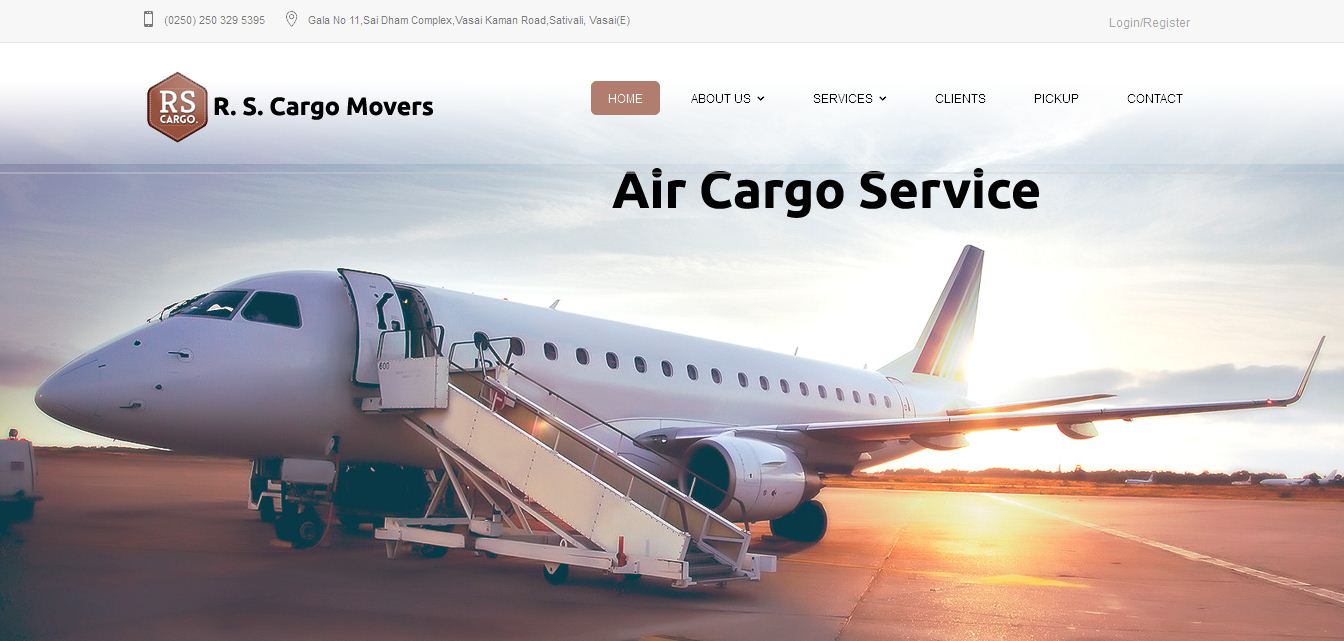 (0250) 250 329 5395 Gala No 11,Sai Dham Complex,Vasai Kaman Road,Sativali, Vasai(E) Login/Register
RS CARGO. R. S. Cargo Movers HOME ABOUT US SERVICES CLIENTS PICKUP CONTACT
Air Cargo Service
600